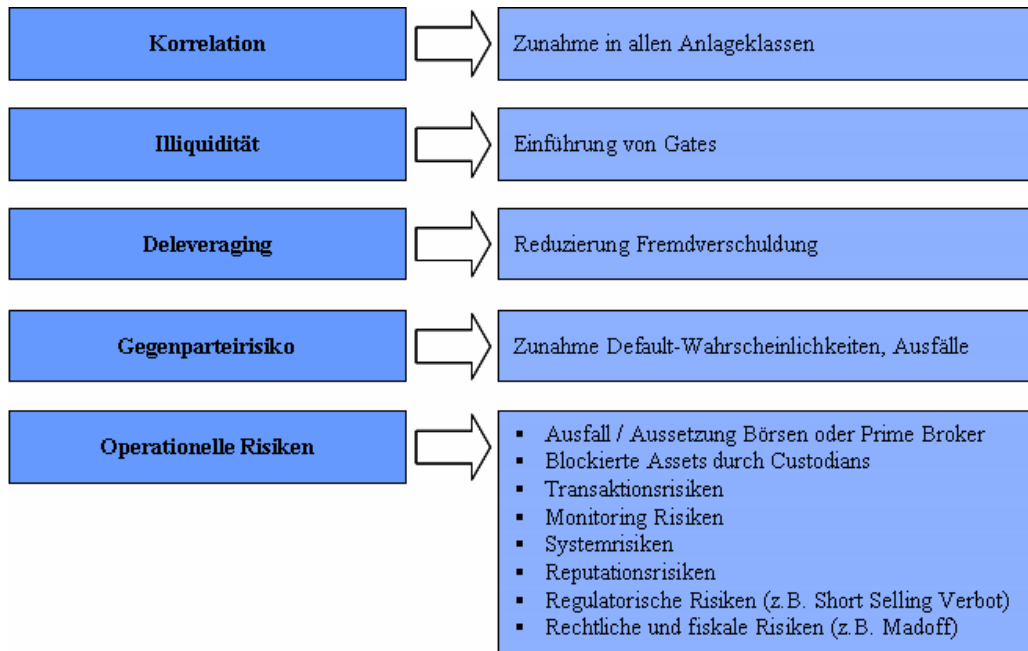 Korrelation
Zunahme in allen Anlageklassen
Illiquidität
Einführung von Gates
Deleveraging
Reduzierung Fremdverschuldung
Gegenparteirisiko
Zunahme Default-Wahrscheinlichkeiten, Ausfälle
Operationelle Risiken
▪ Ausfall / Aussetzung Börsen oder Prime Broker
▪ Blockierte Assets durch Custodians
▪ Transaktionsrisiken
▪ Monitoring Risiken
▪ Systemrisiken
▪ Reputationsrisiken
▪ Regulatorische Risiken (z.B. Short Selling Verbot)
▪ Rechtliche und fiskale Risiken (z.B. Madoff)